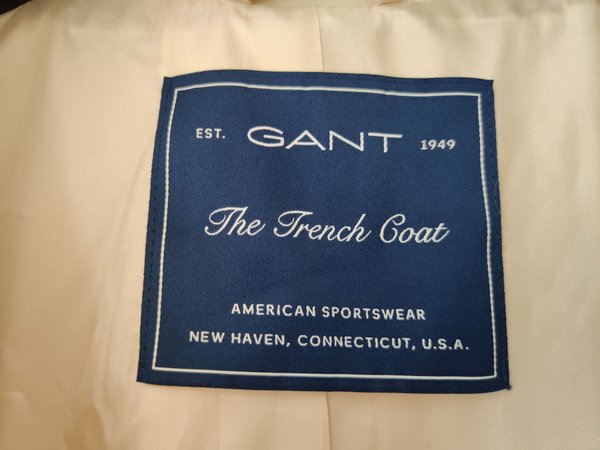 EST. GANT 1949
The Trench Coat
AMERICAN SPORTSWEAR
NEW HAVEN, CONNECTICUT, U.S.A.